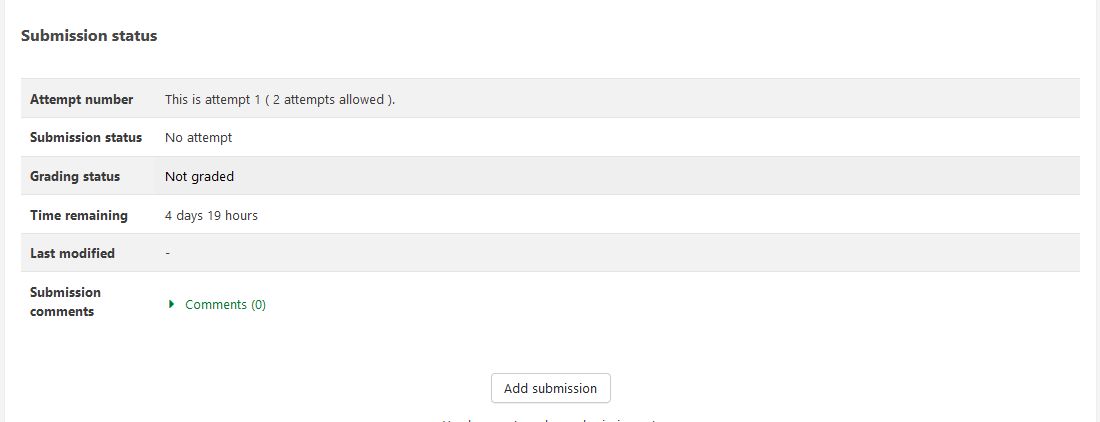 Submission status
Attempt number This is attempt 1 ( 2 attempts allowed ).
Submission status No attempt
Grading status Not graded
Time remaining 4 days 19 hours
Last modified -
Submission
comments
Comments (0)
Add submission